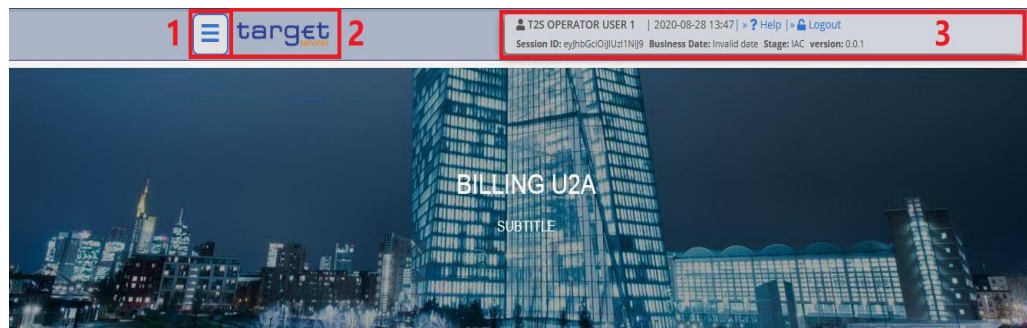 1 ☰ target services 2
T2S OPERATOR USER 1 | 2020-08-28 13:47| » ? Help |» Logout
Session ID: eyJhbGciOiJIUzI1NiJ9 Business Date: Invalid date Stage: IAC version: 0.0.1
3
BILLING U2A
SUBTITLE